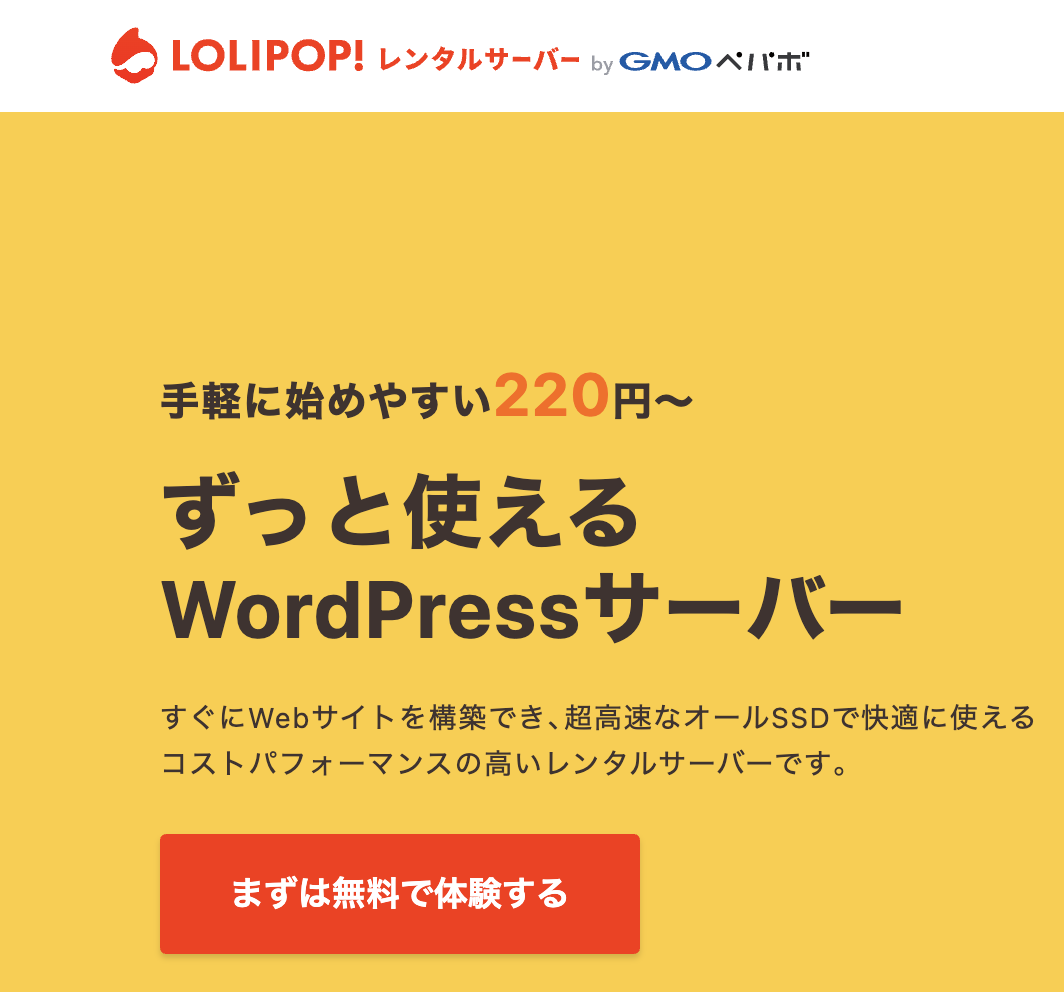 LOLIPOP! レンタルサーバー by GMOペパボ
手軽に始めやすい220円〜
ずっと使える
WordPressサーバー
すぐにWebサイトを構築でき、超高速なオールSSDで快適に使える
コストパフォーマンスの高いレンタルサーバーです。
まずは無料で体験する